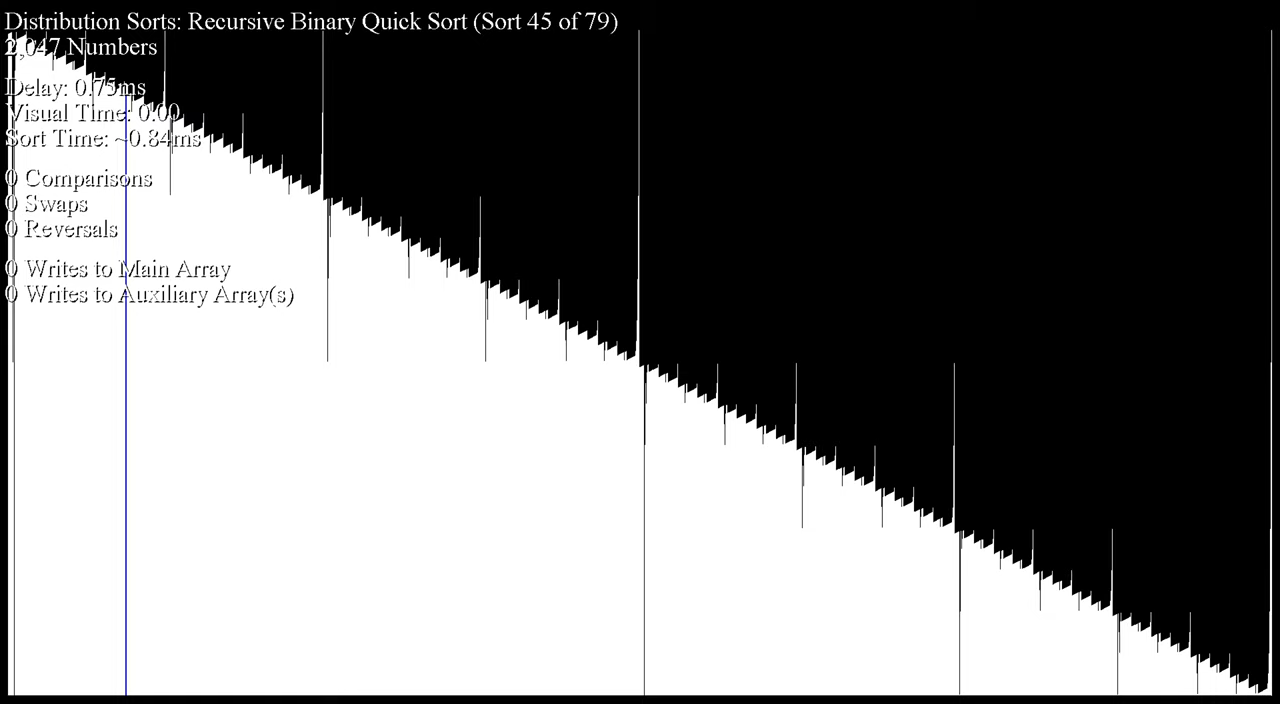 Distribution Sorts: Recursive Binary Quick Sort (Sort 45 of 79)
2,047 Numbers
Delay: 0.75ms
Visual Time: 0:00
Sort Time: ~0.84ms
0 Comparisons
0 Swaps
0 Reversals
0 Writes to Main Array
0 Writes to Auxiliary Array(s)